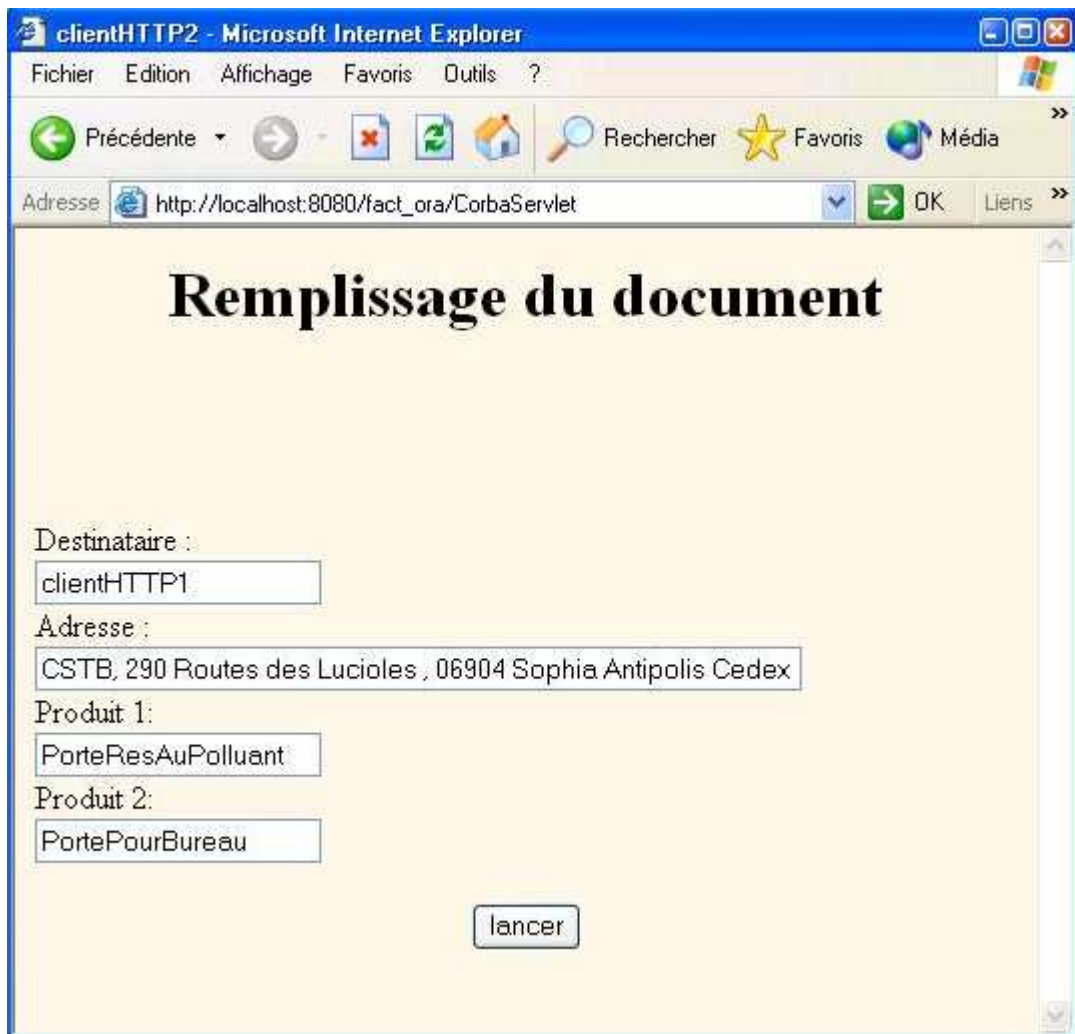 clientHTTP2 - Microsoft Internet Explorer
Fichier Edition Affichage Favoris Outils ?
Précédente Rechercher Favoris Média »
Adresse http://localhost:8080/fact_ora/CorbaServlet OK Liens »
Remplissage du document
Destinataire :
clientHTTP1
Adresse :
CSTB, 290 Routes des Lucioles , 06904 Sophia Antipolis Cedex
Produit 1:
PorteResAuPolluant
Produit 2:
PortePourBureau
lancer